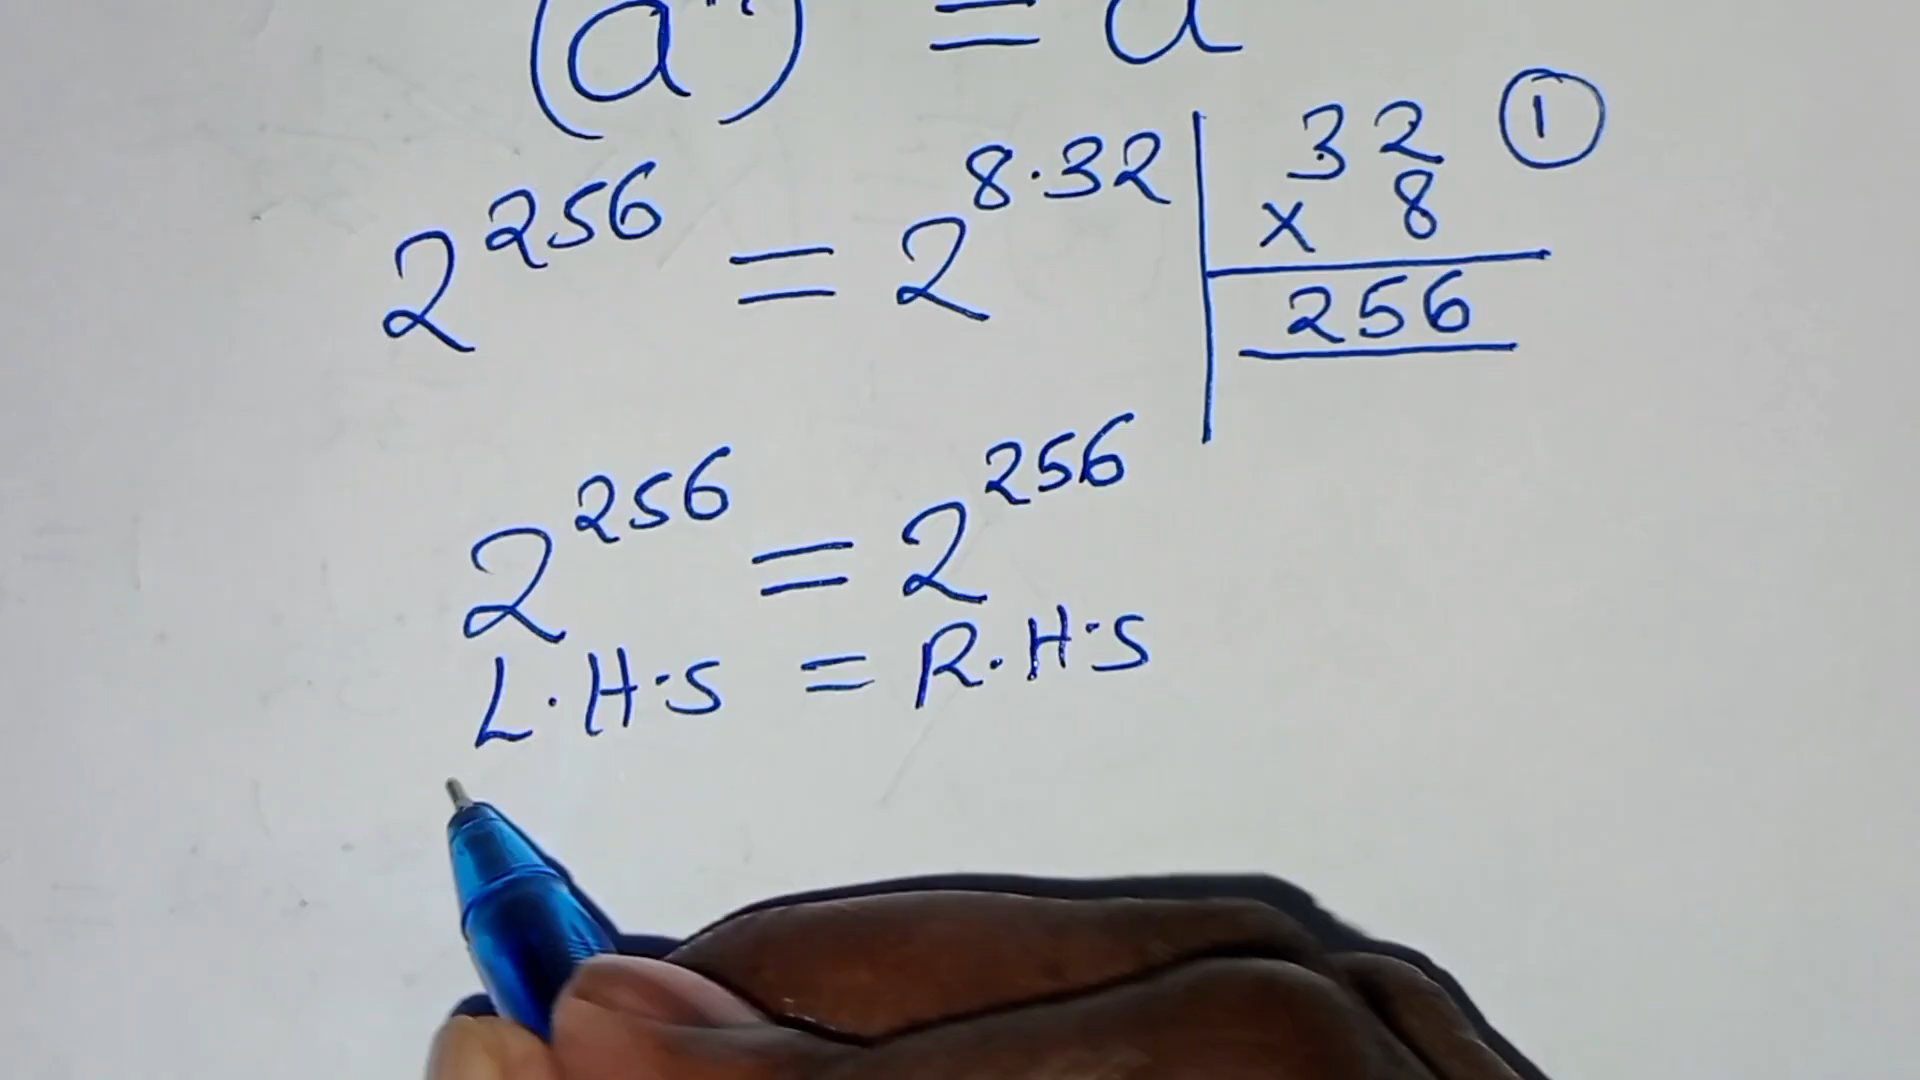 (a ) = a
2^256 = 2^8·32
32 ①
x 8
256
2^256 = 2^256
L.H.S = R.H.S